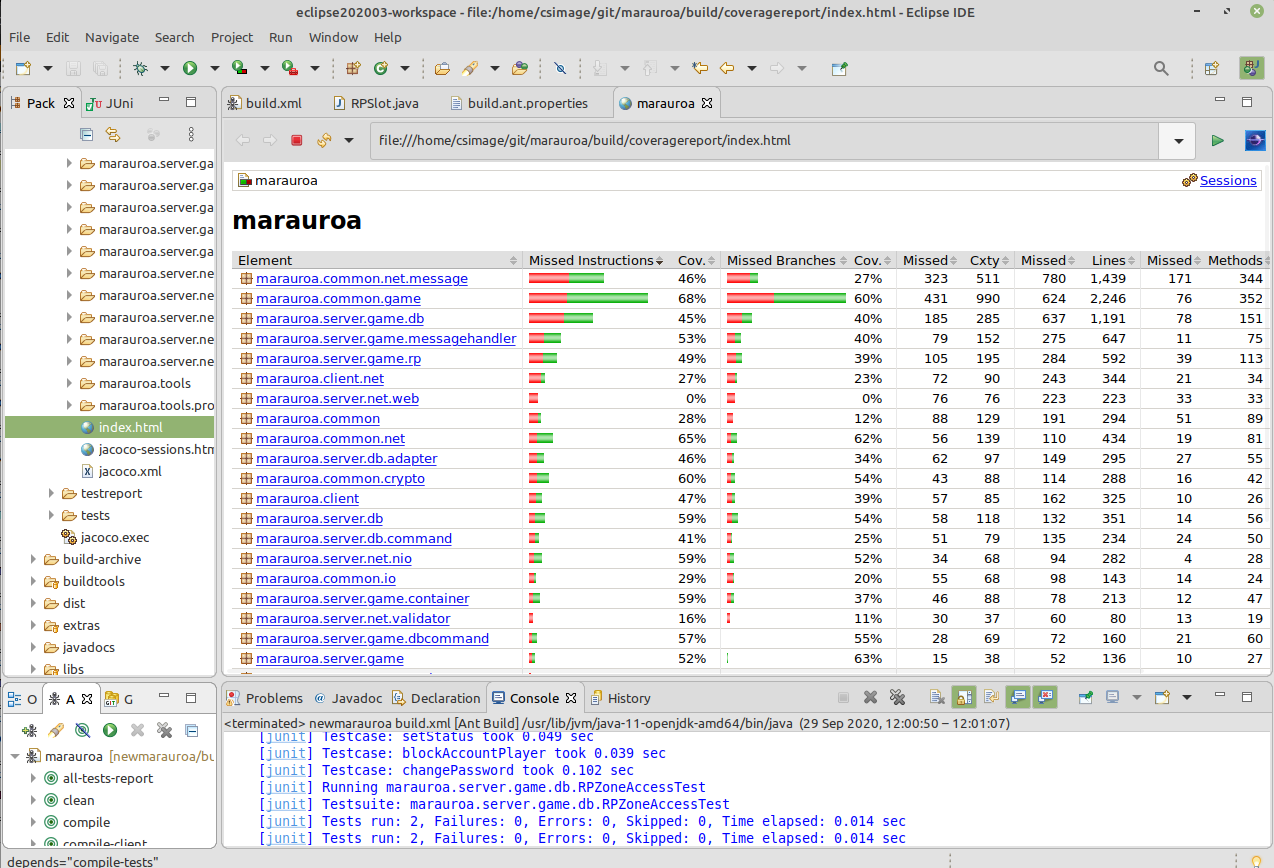 eclipse202003-workspace - file:/home/csimage/git/marauroa/build/coveragereport/index.html - Eclipse IDE
File Edit Navigate Search Project Run Window Help
Pack JUni
build.xml RPSlot.java build.ant.properties marauroa
file:///home/csimage/git/marauroa/build/coveragereport/index.html
marauroa.server.ga
marauroa.server.ga
marauroa.server.ga
marauroa.server.ga
marauroa.server.ga
marauroa.server.ne
marauroa.server.ne
marauroa.server.ne
marauroa.server.ne
marauroa.server.ne
marauroa.tools
marauroa.tools.pro
index.html
jacoco-sessions.htm
jacoco.xml
testreport
tests
jacoco.exec
build-archive
buildtools
dist
extras
javadocs
libs
marauroa Sessions
marauroa
Element Missed Instructions Cov. Missed Branches Cov. Missed Cxty Missed Lines Missed Methods
marauroa.common.net.message 46% 27% 323 511 780 1,439 171 344
marauroa.common.game 68% 60% 431 990 624 2,246 76 352
marauroa.server.game.db 45% 40% 185 285 637 1,191 78 151
marauroa.server.game.messagehandler 53% 40% 79 152 275 647 11 75
marauroa.server.game.rp 49% 39% 105 195 284 592 39 113
marauroa.client.net 27% 23% 72 90 243 344 21 34
marauroa.server.net.web 0% 0% 76 76 223 223 33 33
marauroa.common 28% 12% 88 129 191 294 51 89
marauroa.common.net 65% 62% 56 139 110 434 19 81
marauroa.server.db.adapter 46% 34% 62 97 149 295 27 55
marauroa.common.crypto 60% 54% 43 88 114 288 16 42
marauroa.client 47% 39% 57 85 162 325 10 26
marauroa.server.db 59% 54% 58 118 132 351 14 56
marauroa.server.db.command 41% 25% 51 79 135 234 24 50
marauroa.server.net.nio 59% 52% 34 68 94 282 4 28
marauroa.common.io 29% 20% 55 68 98 143 14 24
marauroa.server.game.container 59% 37% 46 88 78 213 12 47
marauroa.server.net.validator 16% 11% 30 37 60 80 13 19
marauroa.server.game.dbcommand 57% 55% 28 69 72 160 21 60
marauroa.server.game 52% 63% 15 38 52 136 10 27
O A G
marauroa [newmarauroa/bu
all-tests-report
clean
compile
compile-client
Problems Javadoc Declaration Console History
<terminated> newmarauroa build.xml [Ant Build] /usr/lib/jvm/java-11-openjdk-amd64/bin/java (29 Sep 2020, 12:00:50 – 12:01:07)
[junit] Testcase: setStatus took 0.049 sec
[junit] Testcase: blockAccountPlayer took 0.039 sec
[junit] Testcase: changePassword took 0.102 sec
[junit] Running marauroa.server.game.db.RPZoneAccessTest
[junit] Testsuite: marauroa.server.game.db.RPZoneAccessTest
[junit] Tests run: 2, Failures: 0, Errors: 0, Skipped: 0, Time elapsed: 0.014 sec
[junit] Tests run: 2, Failures: 0, Errors: 0, Skipped: 0, Time elapsed: 0.014 sec
depends="compile-tests"